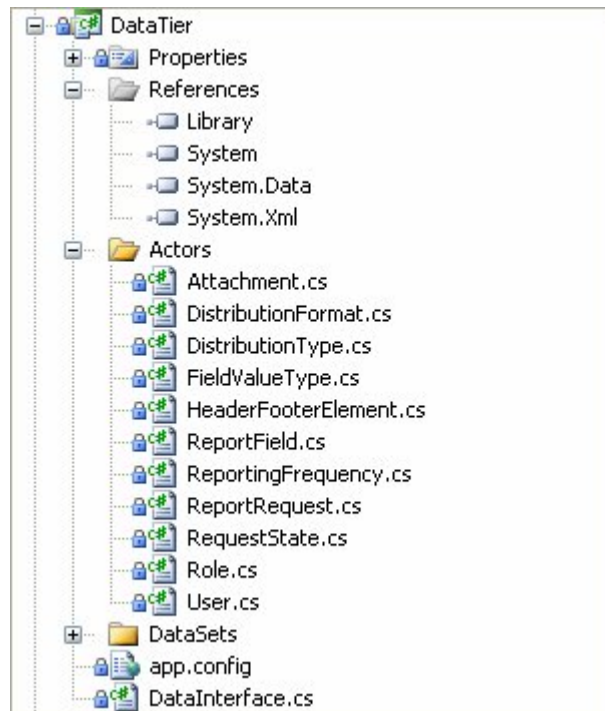 DataTier
Properties
References
Library
System
System.Data
System.Xml
Actors
Attachment.cs
DistributionFormat.cs
DistributionType.cs
FieldValueType.cs
HeaderFooterElement.cs
ReportField.cs
ReportingFrequency.cs
ReportRequest.cs
RequestState.cs
Role.cs
User.cs
DataSets
app.config
DataInterface.cs